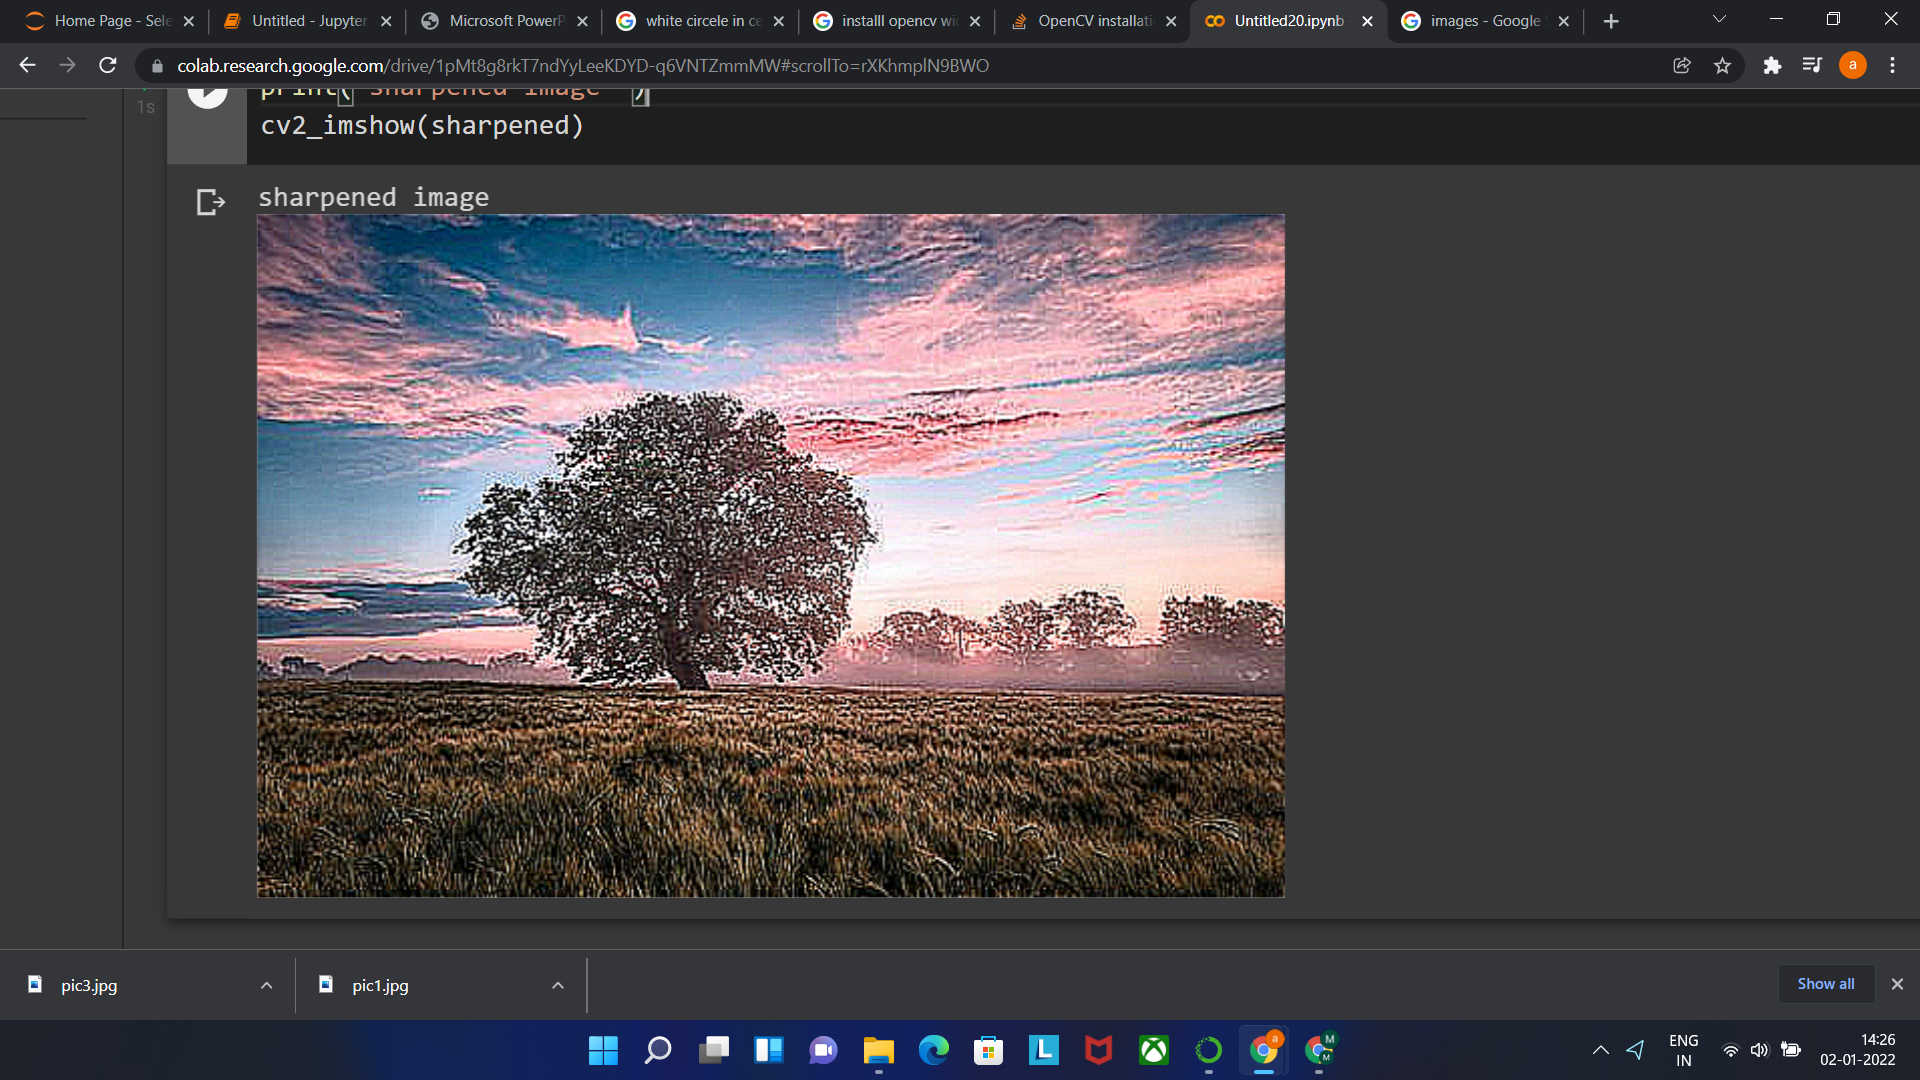 Home Page - Sele
Untitled - Jupyter
Microsoft PowerP
white circele in ce
installl opencv wi
OpenCV installati
Untitled20.ipynb
images - Google S
colab.research.google.com/drive/1pMt8g8rkT7ndYyLeeKDYD-q6VNTZmmMW#scrollTo=rXKhmplN9BWO
a
1s
print("sharpened image ")
cv2_imshow(sharpened)
sharpened image
pic3.jpg
pic1.jpg
Show all
L
a
M
M
ENG
IN
14:26
02-01-2022